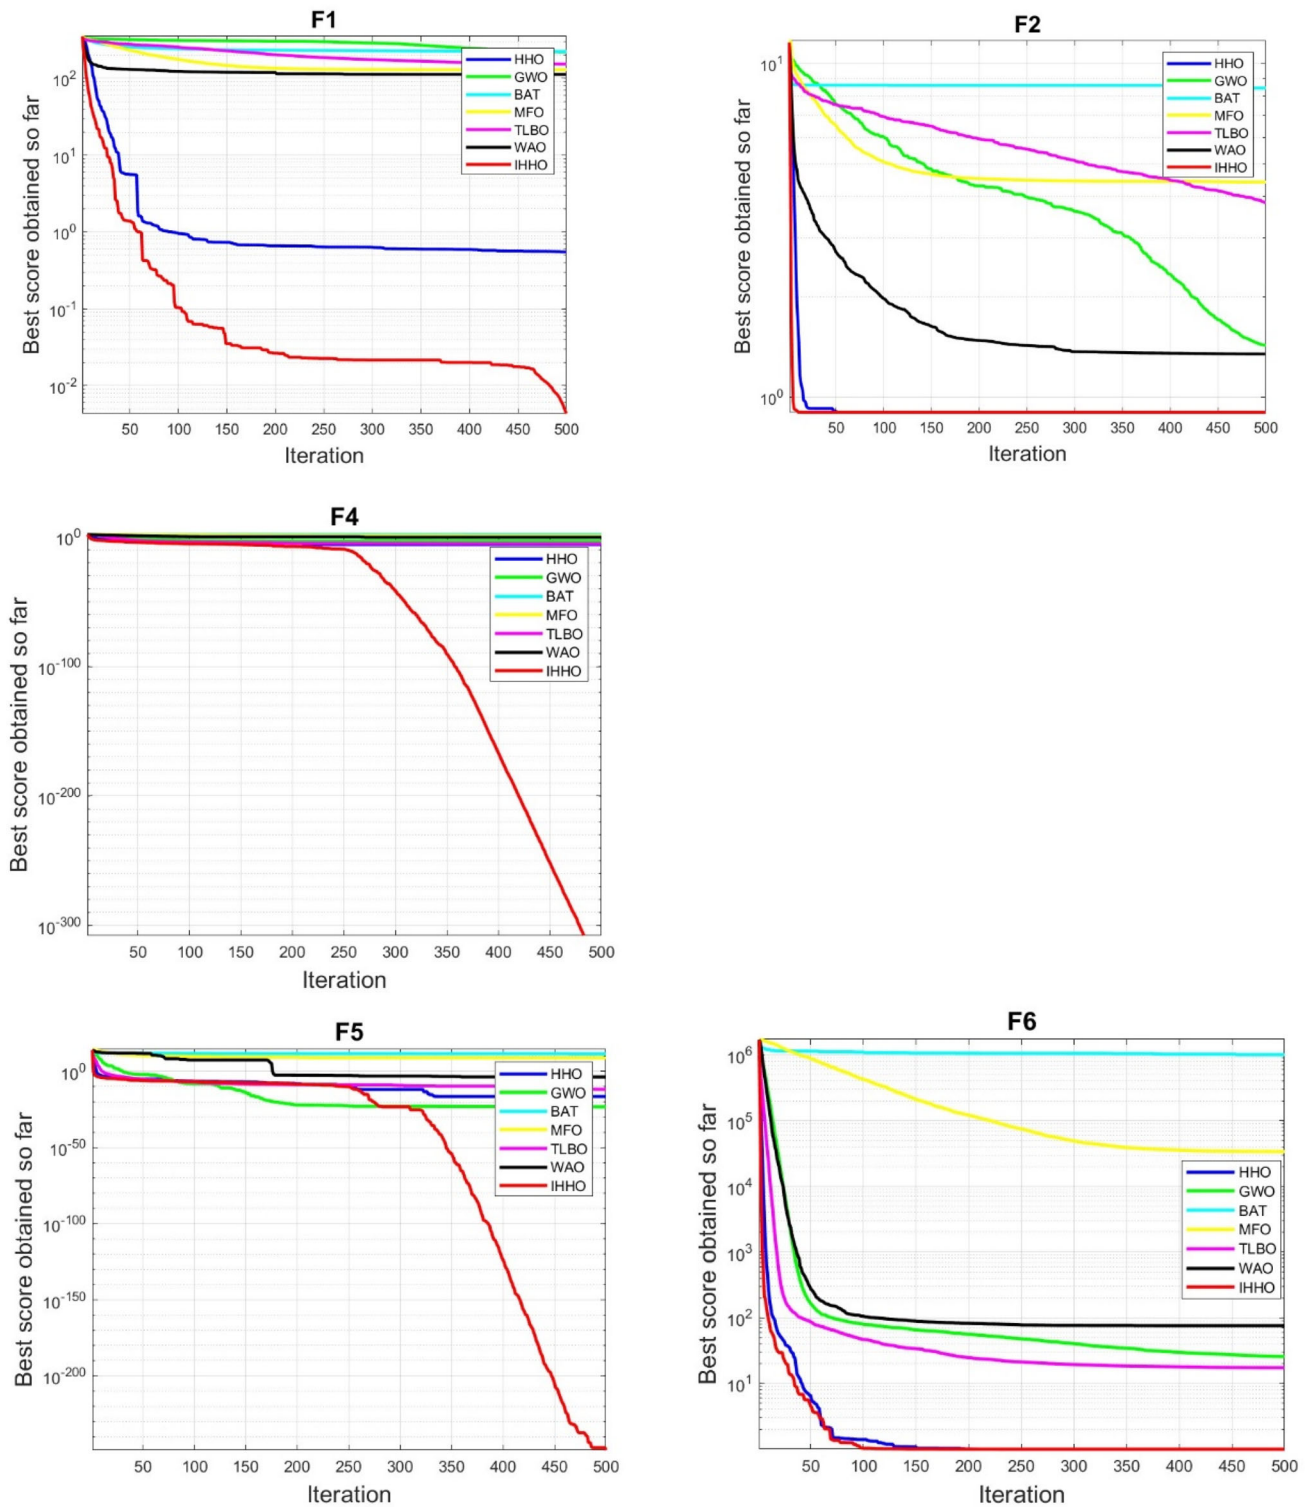 F1
Best score obtained so far
10^2
10^1
10^0
10^-1
10^-2
HHO
GWO
BAT
MFO
TLBO
WAO
IHHO
50 100 150 200 250 300 350 400 450 500
Iteration
F2
Best score obtained so far
10^1
10^0
HHO
GWO
BAT
MFO
TLBO
WAO
IHHO
50 100 150 200 250 300 350 400 450 500
Iteration
F4
Best score obtained so far
10^0
10^-100
10^-200
10^-300
HHO
GWO
BAT
MFO
TLBO
WAO
IHHO
50 100 150 200 250 300 350 400 450 500
Iteration
F5
Best score obtained so far
10^0
10^-50
10^-100
10^-150
10^-200
HHO
GWO
BAT
MFO
TLBO
WAO
IHHO
50 100 150 200 250 300 350 400 450 500
Iteration
F6
Best score obtained so far
10^6
10^5
10^4
10^3
10^2
10^1
HHO
GWO
BAT
MFO
TLBO
WAO
IHHO
50 100 150 200 250 300 350 400 450 500
Iteration